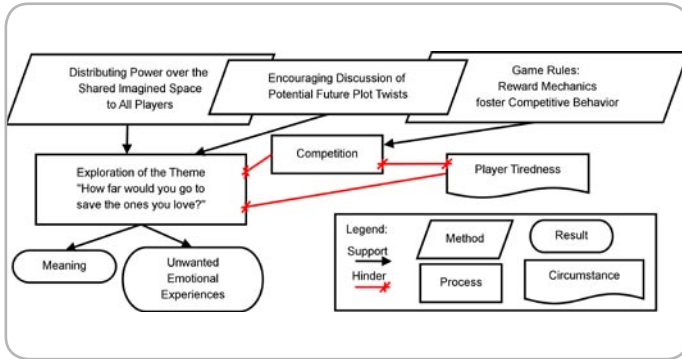 Distributing Power over the
Shared Imagined Space
to All Players
Encouraging Discussion of
Potential Future Plot Twists
Game Rules:
Reward Mechanics
foster Competitive Behavior
Exploration of the Theme
"How far would you go to
save the ones you love?"
Competition
Player Tiredness
Meaning
Unwanted
Emotional
Experiences
Legend:
Support
Hinder
Method
Result
Process
Circumstance